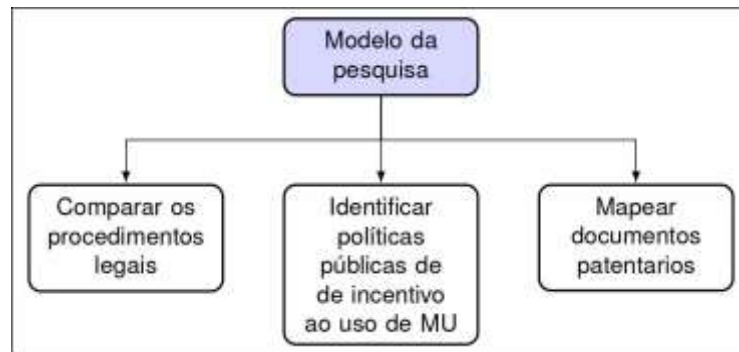 Modelo da
pesquisa
Comparar os
procedimentos
legais
Identificar
políticas
públicas de
de incentivo
ao uso de MU
Mapear
documentos
patentarios